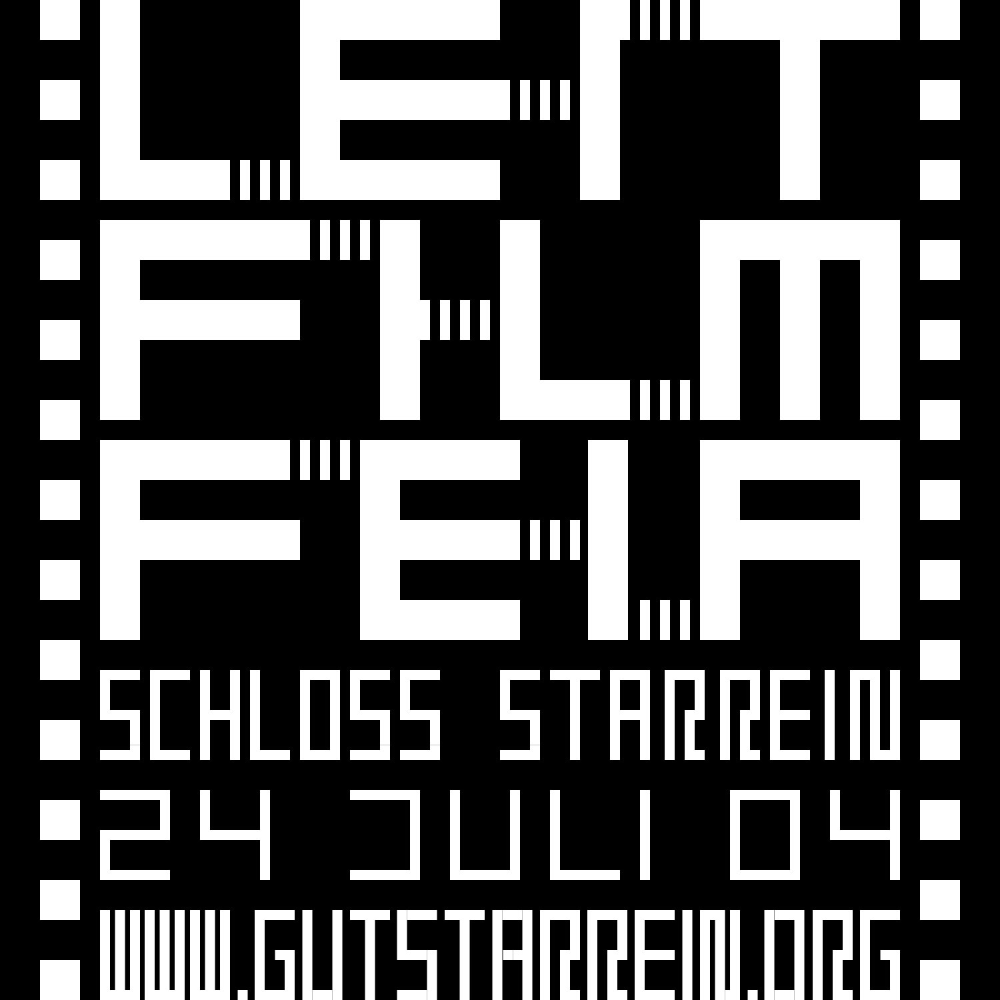 LEIT
FILM
FEIA
SCHLOSS STARREIN
24 JULI 04
WWW.GUTSTARREIN.ORG